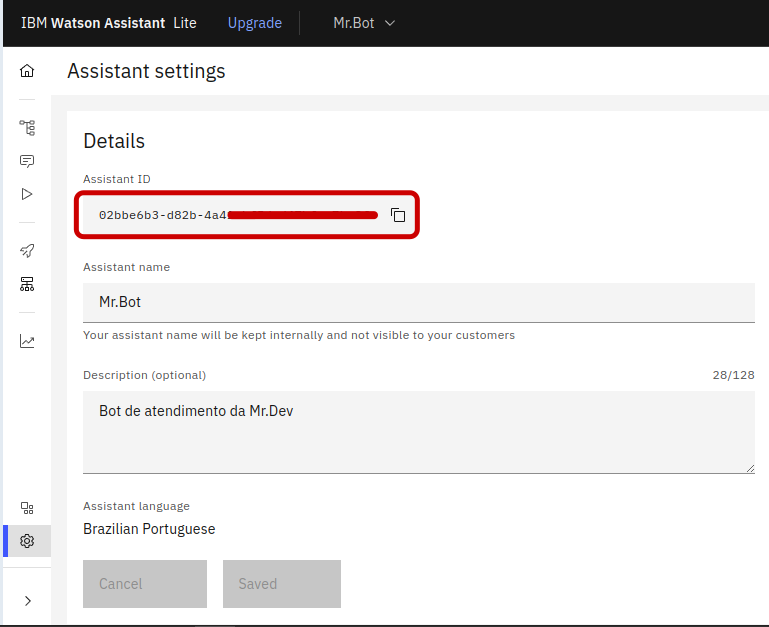 IBM Watson Assistant Lite Upgrade Mr.Bot
Assistant settings
Details
Assistant ID
02bbe6b3-d82b-4a4
Assistant name
Mr.Bot
Your assistant name will be kept internally and not visible to your customers
Description (optional) 28/128
Bot de atendimento da Mr.Dev
Assistant language
Brazilian Portuguese
Cancel Saved